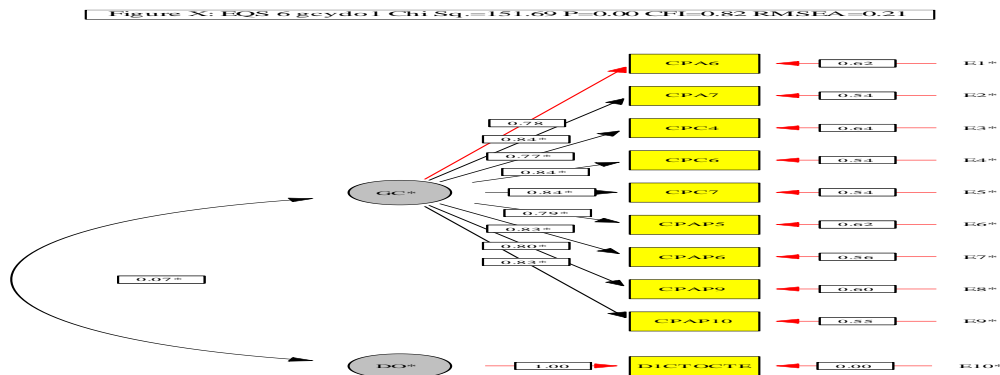 Figure X: EQS 6 gcydo1 Chi Sq.=151.69 P=0.00 CFI=0.82 RMSEA=0.21
CPA6 0.62 E1*
CPA7 0.54 E2*
0.78
CPC4 0.64 E3*
0.84*
0.77*
CPC6 0.54 E4*
0.84*
GC* 0.84* CPC7 0.54 E5*
0.79*
CPAP5 0.62 E6*
0.83*
CPAP6 0.56 E7*
0.80*
0.83*
0.07*
CPAP9 0.60 E8*
CPAP10 0.55 E9*
DO* 1.00 DICTOCTE 0.00 E10*